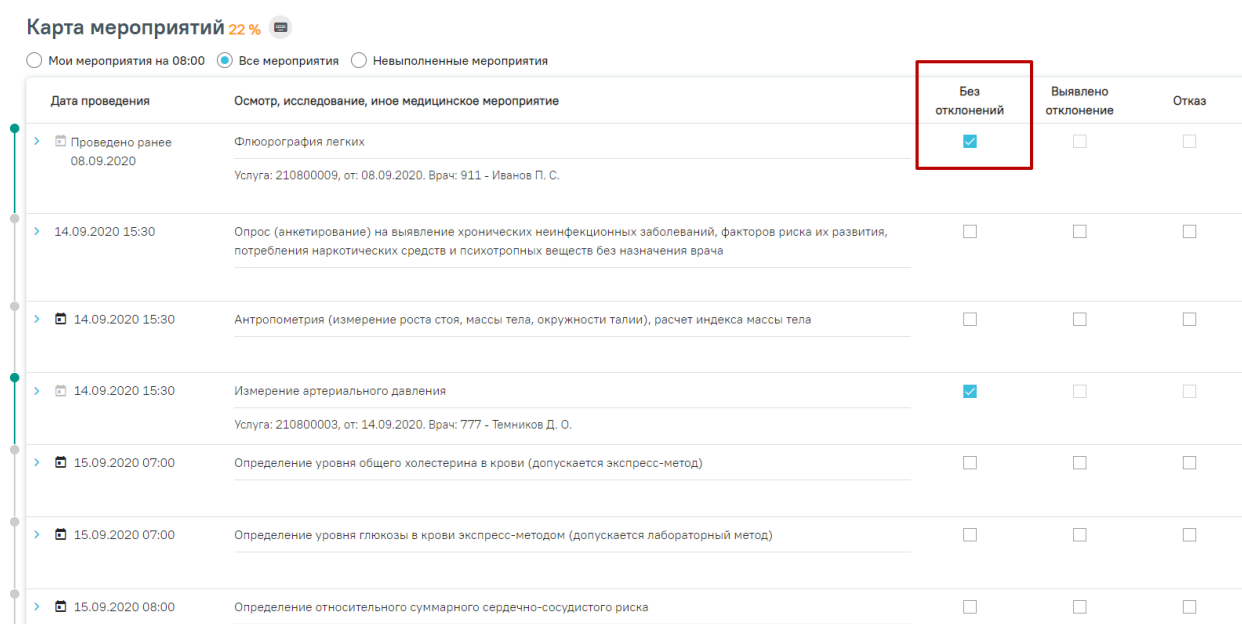 Карта мероприятий 22 %
Мои мероприятия на 08:00 Все мероприятия Невыполненные мероприятия
Дата проведения Осмотр, исследование, иное медицинское мероприятие Без отклонений Выявлено отклонение Отказ
Проведено ранее 08.09.2020 Флюорография легких
Услуга: 210800009, от: 08.09.2020. Врач: 911 - Иванов П. С.
14.09.2020 15:30 Опрос (анкетирование) на выявление хронических неинфекционных заболеваний, факторов риска их развития,
потребления наркотических средств и психотропных веществ без назначения врача
14.09.2020 15:30 Антропометрия (измерение роста стоя, массы тела, окружности талии), расчет индекса массы тела
14.09.2020 15:30 Измерение артериального давления
Услуга: 210800003, от: 14.09.2020. Врач: 777 - Темников Д. О.
15.09.2020 07:00 Определение уровня общего холестерина в крови (допускается экспресс-метод)
15.09.2020 07:00 Определение уровня глюкозы в крови экспресс-методом (допускается лабораторный метод)
15.09.2020 08:00 Определение относительного суммарного сердечно-сосудистого риска